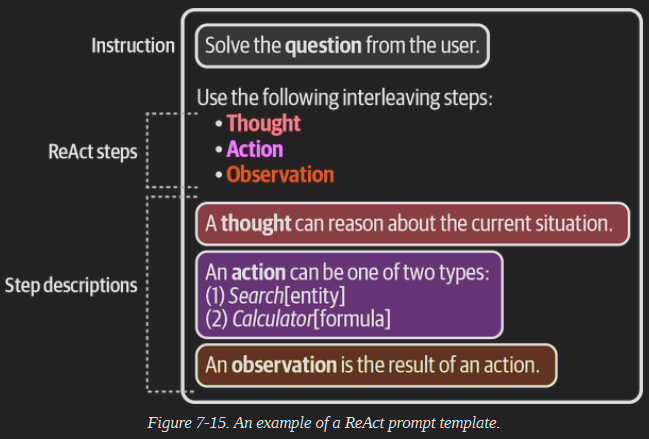 Instruction
Solve the question from the user.
Use the following interleaving steps:
ReAct steps
• Thought
• Action
• Observation
Step descriptions
A thought can reason about the current situation.
An action can be one of two types:
(1) Search[entity]
(2) Calculator[formula]
An observation is the result of an action.
Figure 7-15. An example of a ReAct prompt template.